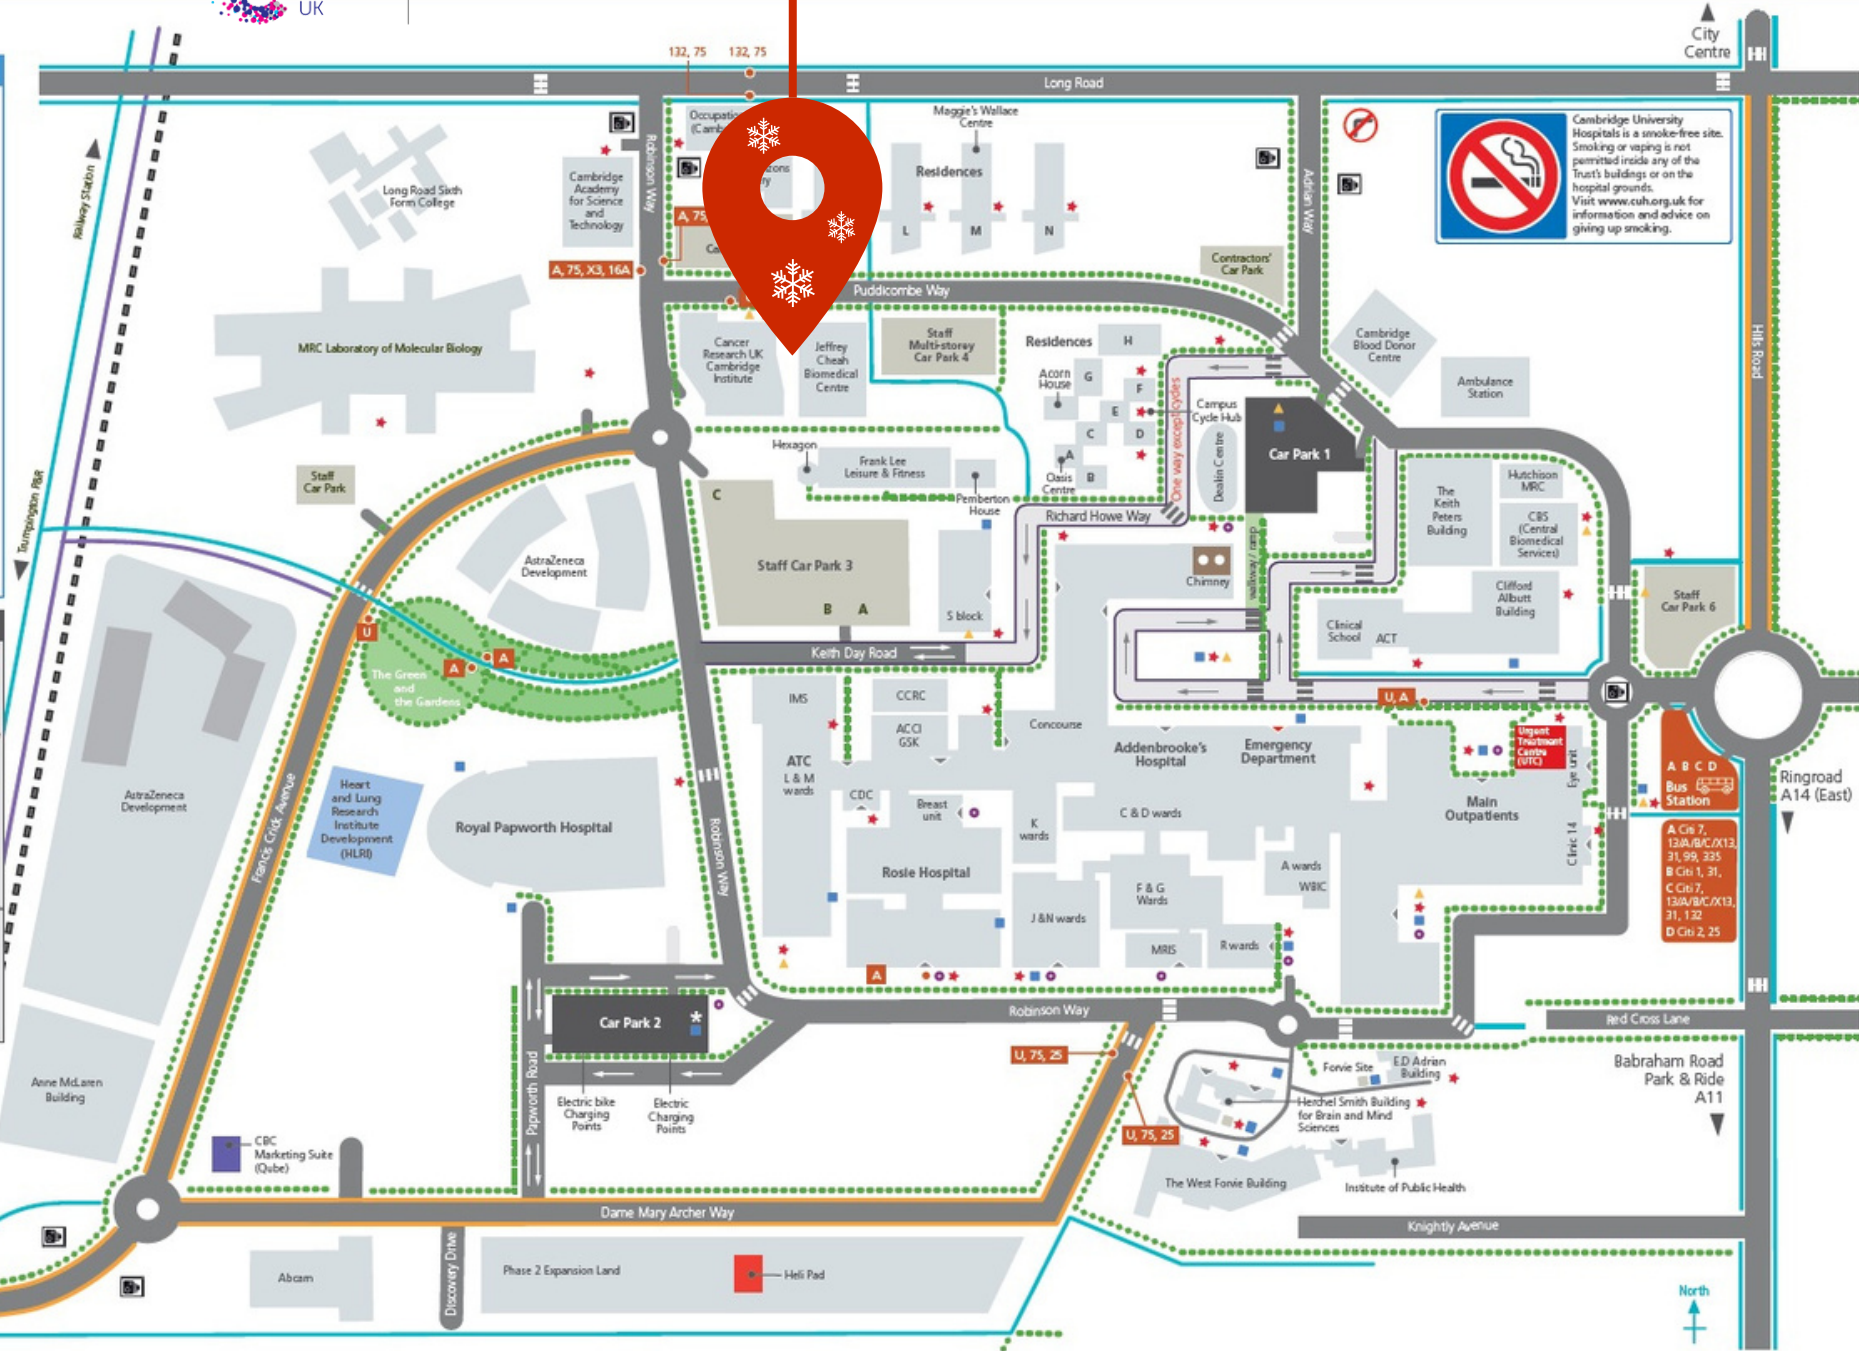 UK
132, 75
132, 75
City
Centre
Long Road
Railway Station
Trumpington P&R
Long Road Sixth
Form College
Cambridge
Academy
for Science
and
Technology
Robinson Way
A, 75,
A, 75, X3, 16A
Maggie's Wallace
Centre
Residences
L
M
N
Adrian Way
Contractors'
Car Park
Cambridge University
Hospitals is a smoke-free site.
Smoking or vaping is not
permitted inside any of the
Trust's buildings or on the
hospital grounds.
Visit www.cuh.org.uk for
information and advice on
giving up smoking.
Hills Road
Puddicombe Way
MRC Laboratory of Molecular Biology
Cancer
Research UK
Cambridge
Institute
Jeffrey
Cheah
Biomedical
Centre
Staff
Multi-storey
Car Park 4
Residences
H
Acorn
House
G
F
E
C
D
A
B
Oasis
Centre
Campus
Cycle Hub
One way except cycles
Deakin Centre
Car Park 1
Cambridge
Blood Donor
Centre
Ambulance
Station
Hexagon
Frank Lee
Leisure & Fitness
Pemberton
House
Staff
Car Park
C
Staff Car Park 3
B
A
S block
Richard Howe Way
Chimney
walkway / ramp
The
Keith
Peters
Building
Hutchison
MRC
CBS
(Central
Biomedical
Services)
Clifford
Allbutt
Building
Clinical
School
ACT
Staff
Car Park 6
AstraZeneca
Development
U
A
A
The Green
and
the Gardens
Keith Day Road
IMS
CCRC
ACCI
GSK
Concourse
ATC
L & M
wards
CDC
Breast
unit
K
wards
Addenbrooke's
Hospital
Emergency
Department
C & D wards
U, A
Urgent
Treatment
Centre
(UTC)
Eye unit
Main
Outpatients
Clinic 14
A B C D
Bus
Station
Ringroad
A14 (East)
A Citi 7,
13/A/B/C/X13,
31, 99, 335
B Citi 1, 31,
C Citi 7,
13/A/B/C/X13,
31, 132
D Citi 2, 25
AstraZeneca
Development
Francis Crick Avenue
Heart
and Lung
Research
Institute
Development
(HLRI)
Royal Papworth Hospital
Robinson Way
Rosie Hospital
J & N wards
F & G
Wards
A wards
WBIC
MRIS
R wards
A
Car Park 2
*
Papworth Road
Electric bike
Charging
Points
Electric
Charging
Points
Robinson Way
U, 75, 25
U, 75, 25
Red Cross Lane
Babraham Road
Park & Ride
A11
Forvie Site
E.D Adrian
Building
Herchel Smith Building
for Brain and Mind
Sciences
The West Forvie Building
Institute of Public Health
Anne McLaren
Building
CBC
Marketing Suite
(Qube)
Dame Mary Archer Way
Knightly Avenue
Abcam
Discovery Drive
Phase 2 Expansion Land
Heli Pad
North